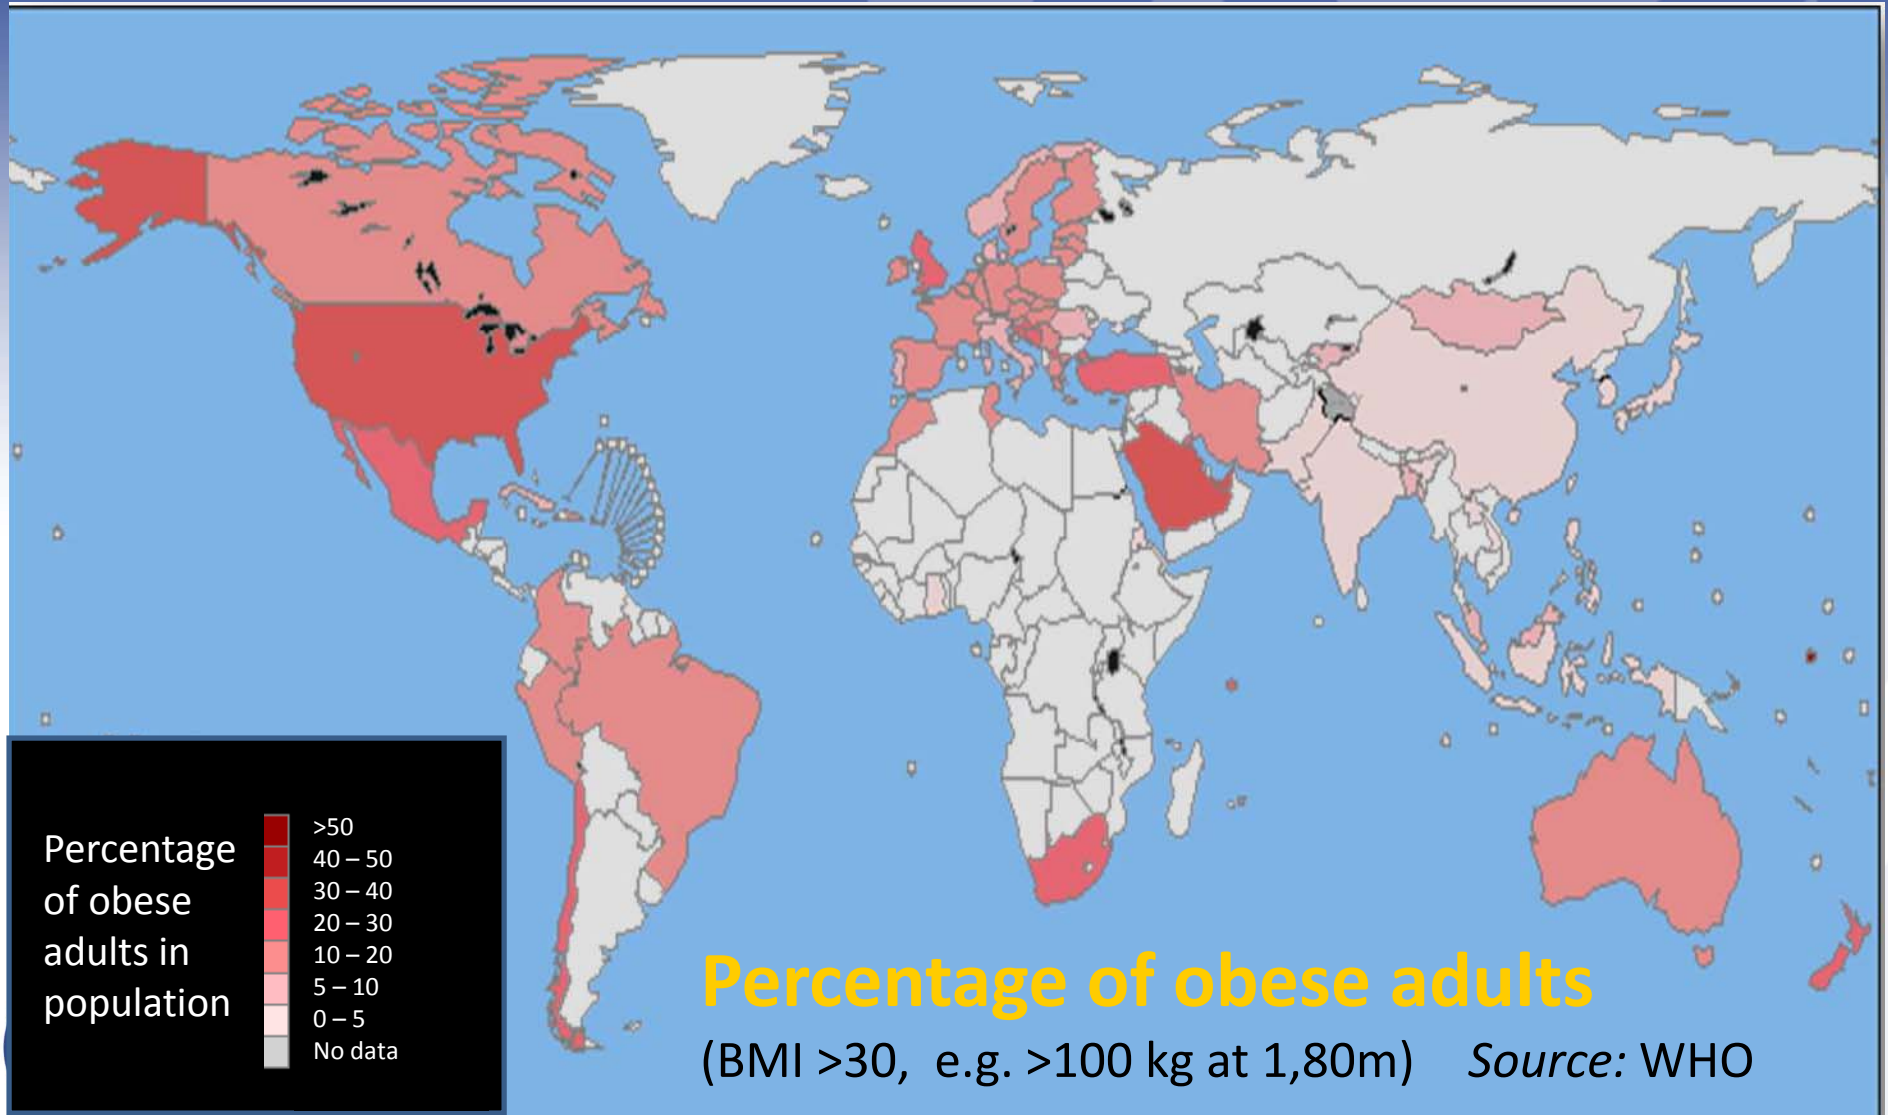 Percentage
of obese
adults in
population
>50
40 – 50
30 – 40
20 – 30
10 – 20
5 – 10
0 – 5
No data
Percentage of obese adults
(BMI >30,  e.g. >100 kg at 1,80m)    Source: WHO